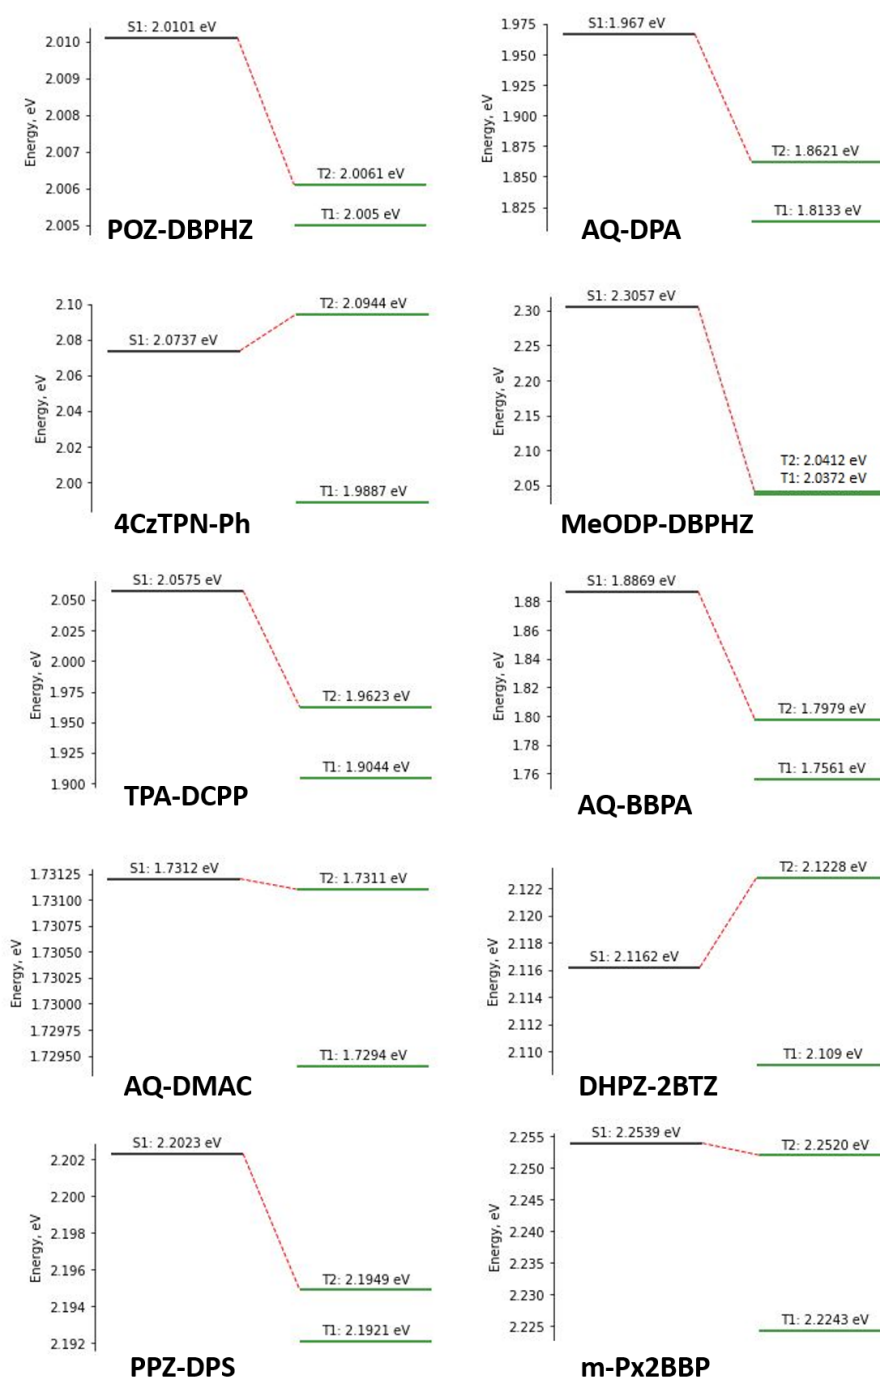 S1: 2.0101 eV
2.010
2.009
2.008
2.007
2.006
2.005
Energy, eV
T2: 2.0061 eV
T1: 2.005 eV
POZ-DBPHZ
S1:1.967 eV
1.975
1.950
1.925
1.900
1.875
1.850
1.825
Energy, eV
T2: 1.8621 eV
T1: 1.8133 eV
AQ-DPA
2.10
2.08
2.06
2.04
2.02
2.00
Energy, eV
T2: 2.0944 eV
S1: 2.0737 eV
T1: 1.9887 eV
4CzTPN-Ph
S1: 2.3057 eV
2.30
2.25
2.20
2.15
2.10
2.05
Energy, eV
T2: 2.0412 eV
T1: 2.0372 eV
MeODP-DBPHZ
S1: 2.0575 eV
2.050
2.025
2.000
1.975
1.950
1.925
1.900
Energy, eV
T2: 1.9623 eV
T1: 1.9044 eV
TPA-DCPP
S1: 1.8869 eV
1.88
1.86
1.84
1.82
1.80
1.78
1.76
Energy, eV
T2: 1.7979 eV
T1: 1.7561 eV
AQ-BBPA
S1: 1.7312 eV
1.73125
1.73100
1.73075
1.73050
1.73025
1.73000
1.72975
1.72950
Energy, eV
T2: 1.7311 eV
T1: 1.7294 eV
AQ-DMAC
T2: 2.1228 eV
2.122
2.120
2.118
2.116
2.114
2.112
2.110
Energy, eV
S1: 2.1162 eV
T1: 2.109 eV
DHPZ-2BTZ
S1: 2.2023 eV
2.202
2.200
2.198
2.196
2.194
2.192
Energy, eV
T2: 2.1949 eV
T1: 2.1921 eV
PPZ-DPS
S1: 2.2539 eV
2.255
2.250
2.245
2.240
2.235
2.230
2.225
Energy, eV
T2: 2.2520 eV
T1: 2.2243 eV
m-Px2BBP